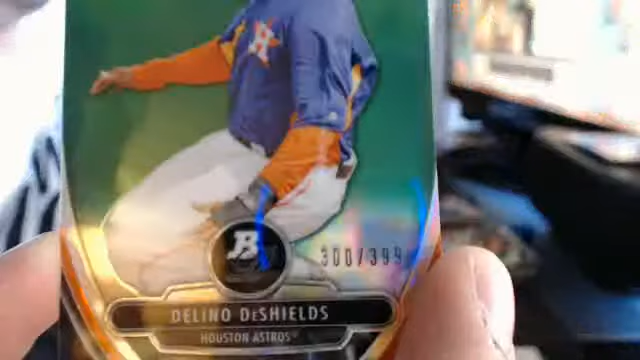 H
B
300/399
DELINO DESHIELDS
HOUSTON ASTROS